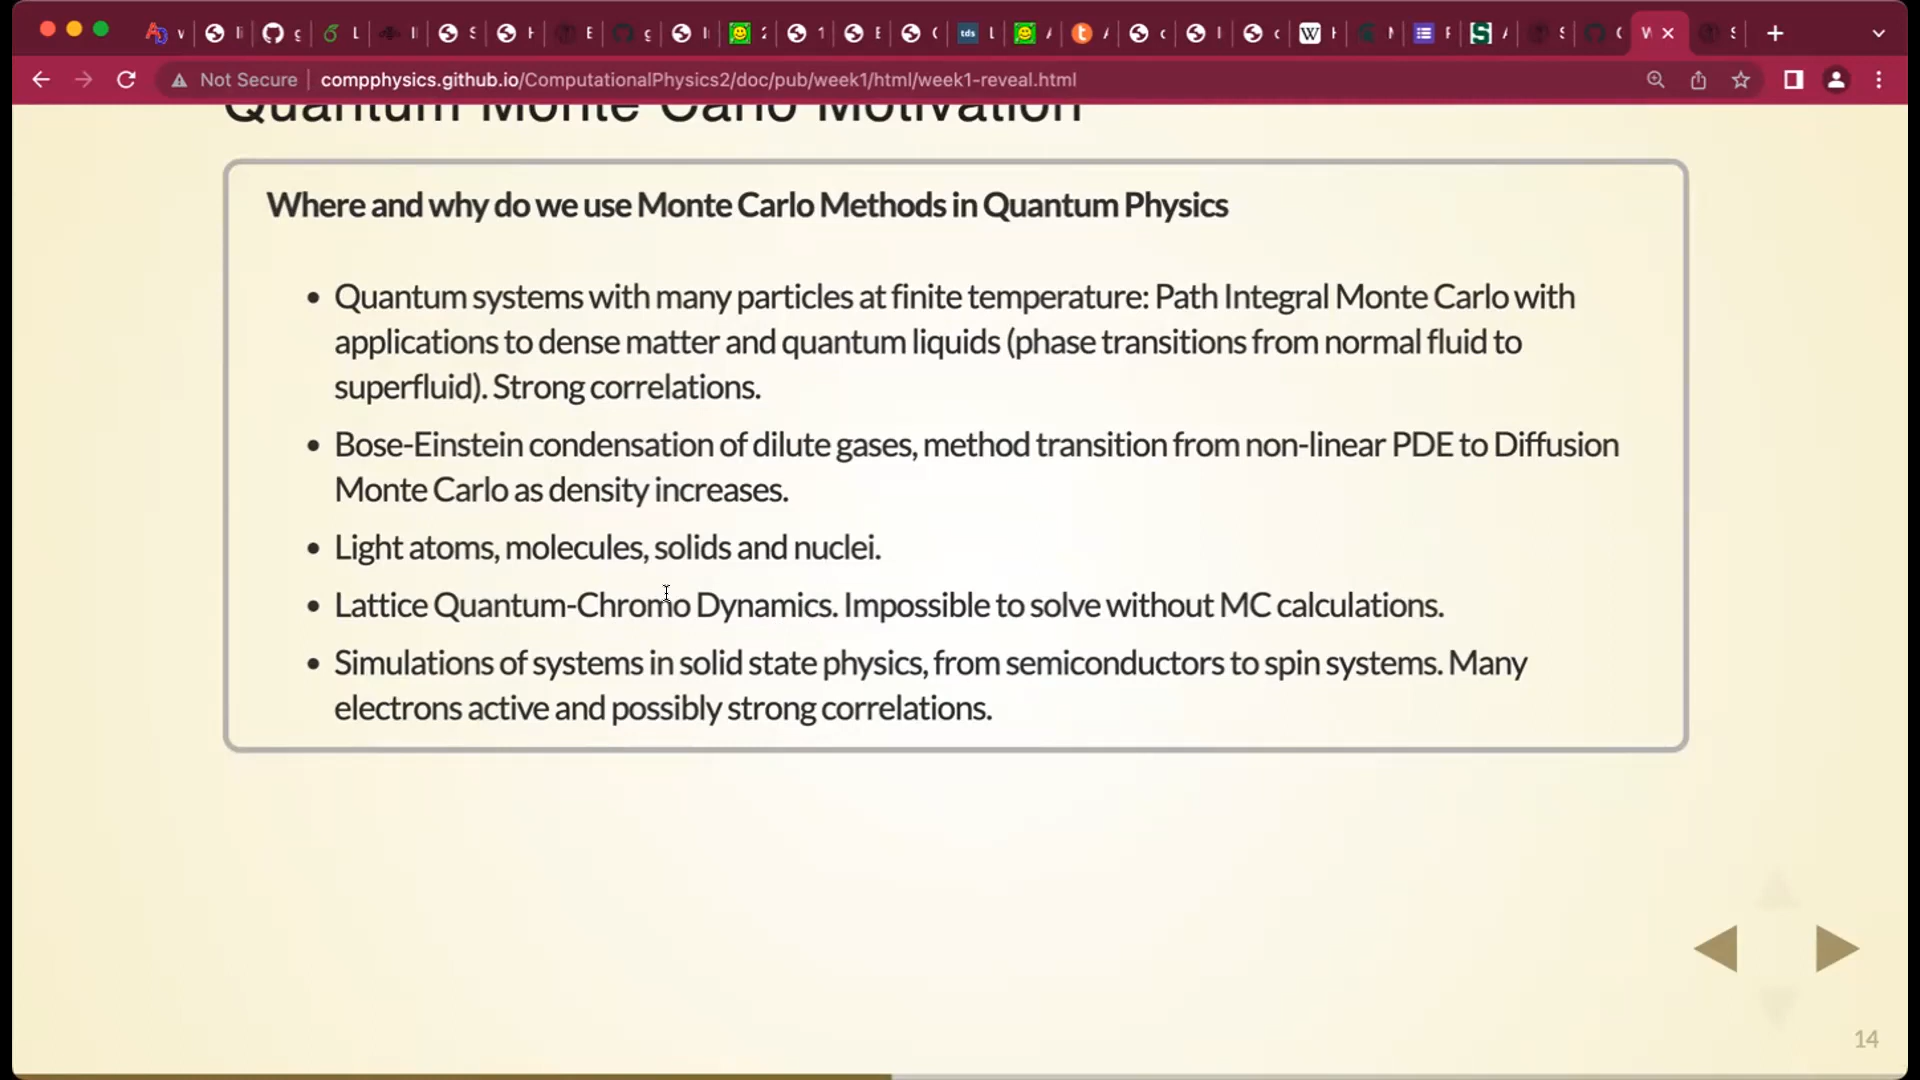 Not Secure
compphysics.github.io/ComputationalPhysics2/doc/pub/week1/html/week1-reveal.html
Quantum Monte Carlo Motivation
Where and why do we use Monte Carlo Methods in Quantum Physics
• Quantum systems with many particles at finite temperature: Path Integral Monte Carlo with
applications to dense matter and quantum liquids (phase transitions from normal fluid to
superfluid). Strong correlations.
• Bose-Einstein condensation of dilute gases, method transition from non-linear PDE to Diffusion
Monte Carlo as density increases.
• Light atoms, molecules, solids and nuclei.
• Lattice Quantum-Chromo Dynamics. Impossible to solve without MC calculations.
• Simulations of systems in solid state physics, from semiconductors to spin systems. Many
electrons active and possibly strong correlations.
14